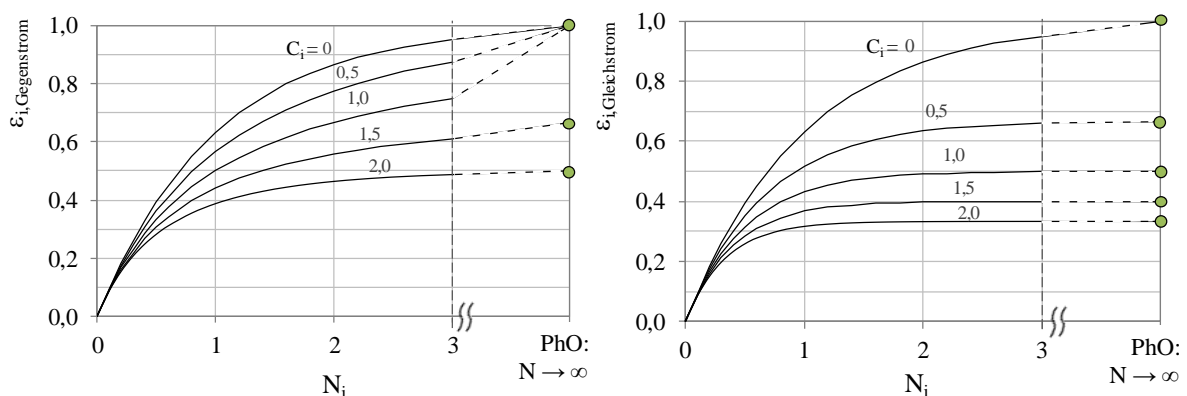 ε_i,Gegenstrom
1,0
0,8
0,6
0,4
0,2
0,0
C_i = 0
0,5
1,0
1,5
2,0
0
1
2
3
PhO:
N → ∞
N_i
ε_i,Gleichstrom
1,0
0,8
0,6
0,4
0,2
0,0
C_i = 0
0,5
1,0
1,5
2,0
0
1
2
3
PhO:
N → ∞
N_i